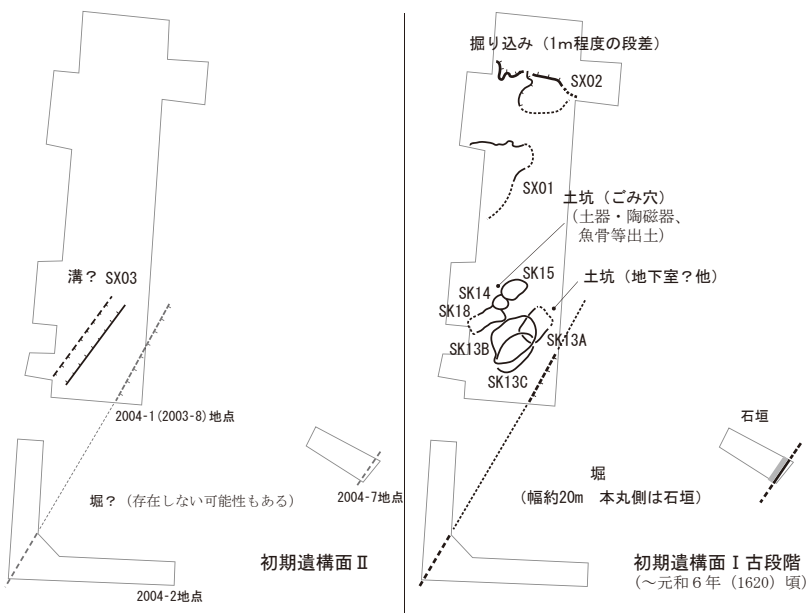 溝? SX03
2004-1(2003-8)地点
堀?(存在しない可能性もある)
2004-7地点
初期遺構面Ⅱ
2004-2地点
掘り込み(1m程度の段差)
SX02
SX01
土坑(ごみ穴)
(土器・陶磁器、
魚骨等出土)
SK15
土坑(地下室?他)
SK14
SK18
SK13A
SK13B
SK13C
石垣
堀
(幅約20m 本丸側は石垣)
初期遺構面Ⅰ古段階
(~元和6年(1620)頃)